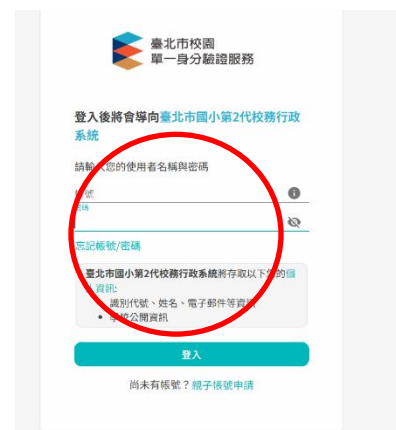 臺北市校園
單一身分驗證服務
登入後將會導向臺北市國小第2代校務行政
系統
請輸入您的使用者名稱與密碼
帳號
密碼
忘記帳號/密碼
臺北市國小第2代校務行政系統將存取以下您的個
人資訊:
識別代號、姓名、電子郵件等資訊
• 學校公開資訊
登入
尚未有帳號？親子帳號申請